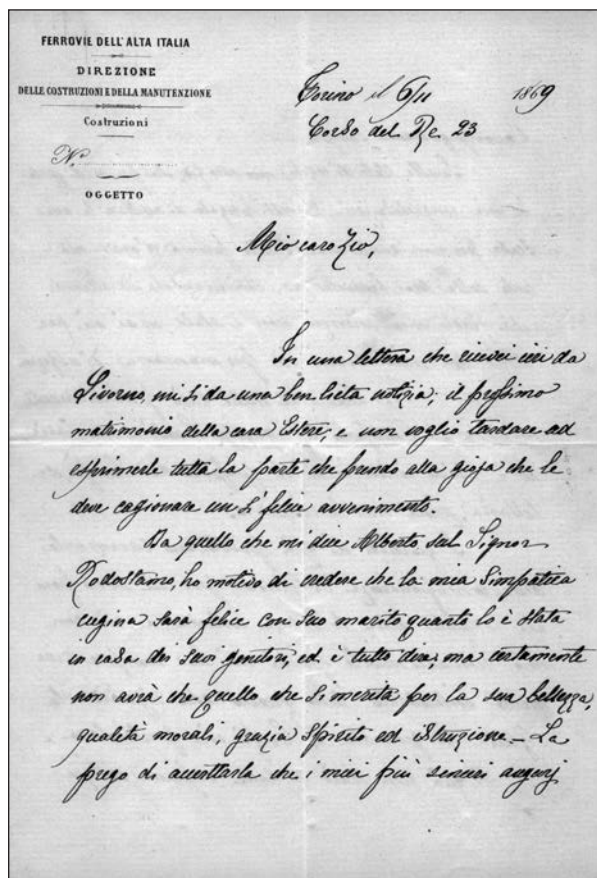 FERROVIE DELL'ALTA ITALIA
DIREZIONE
DELLE COSTRUZIONI E DELLA MANUTENZIONE
Costruzioni
N.
OGGETTO
Torino il 6/11 1869
Corso del Re 23
Mio caro Zio,
In una lettera che ricevei ieri da
Livorno, mi si da una ben lieta notizia; il prossimo
matrimonio della cara Ester, e non voglio tardare ad
esprimerle tutta la parte che prendo alla gioja che le
deve cagionare un sì felice avvenimento.
Da quello che mi dice Alberto sul Signor
Rodostamo, ho motivo di credere che la mia simpatica
cugina sarà felice con suo marito quanto lo è stata
in casa dei suoi genitori, ed è tutto dire; ma certamente
non avrà che quello che si merita per la sua bellezza,
qualità morali, grazia spirito ed istruzione. — La
prego di accertarla che i miei più sinceri augurj